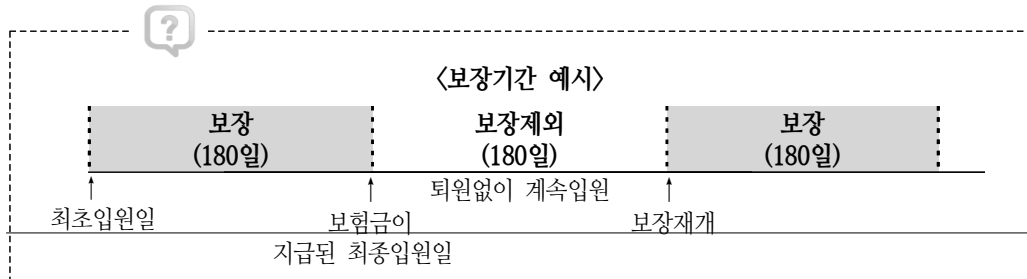 ?
〈보장기간 예시〉
보장 보장제외 보장
(180일) (180일) (180일)
퇴원없이 계속입원
최초입원일 보험금이 보장재개
지급된 최종입원일